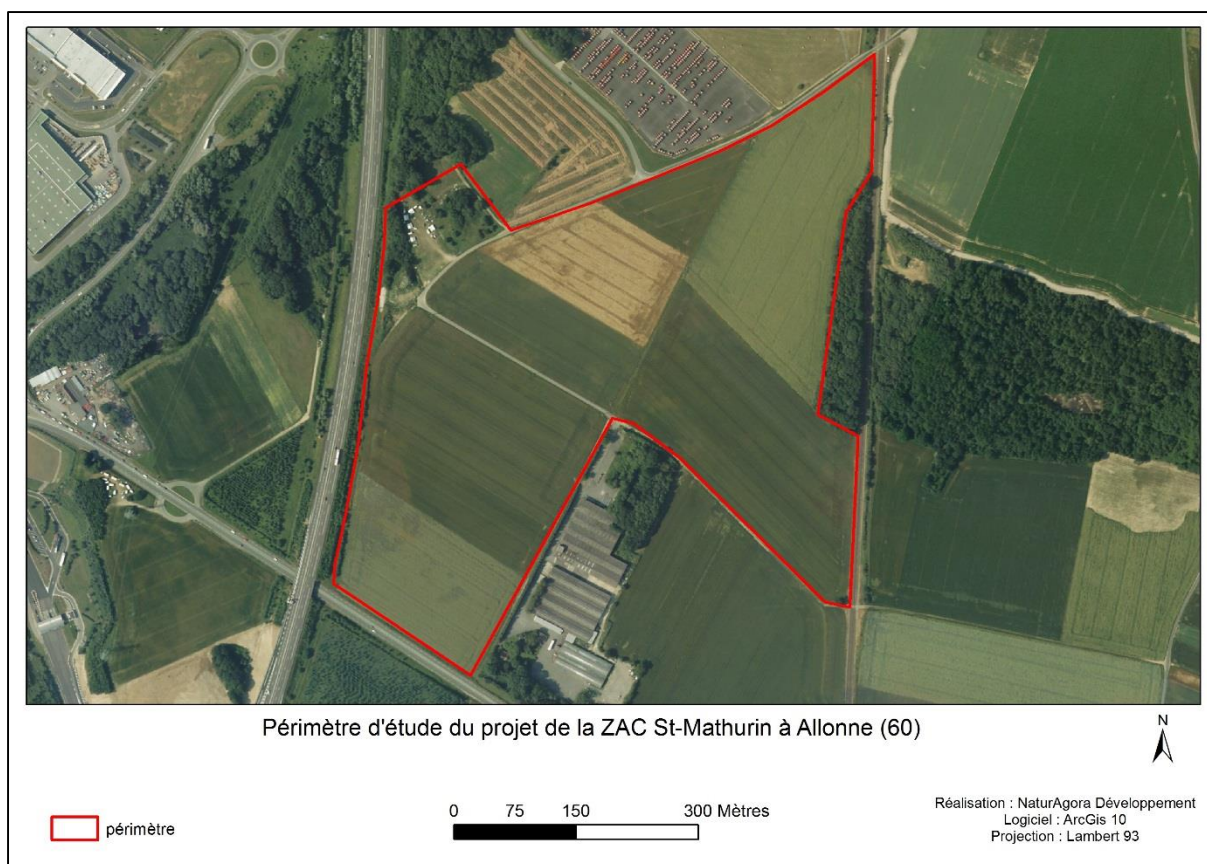 Périmètre d'étude du projet de la ZAC St-Mathurin à Allonne (60)
N
périmètre
0 75 150 300 Mètres
Réalisation : NaturAgora Développement
Logiciel : ArcGis 10
Projection : Lambert 93